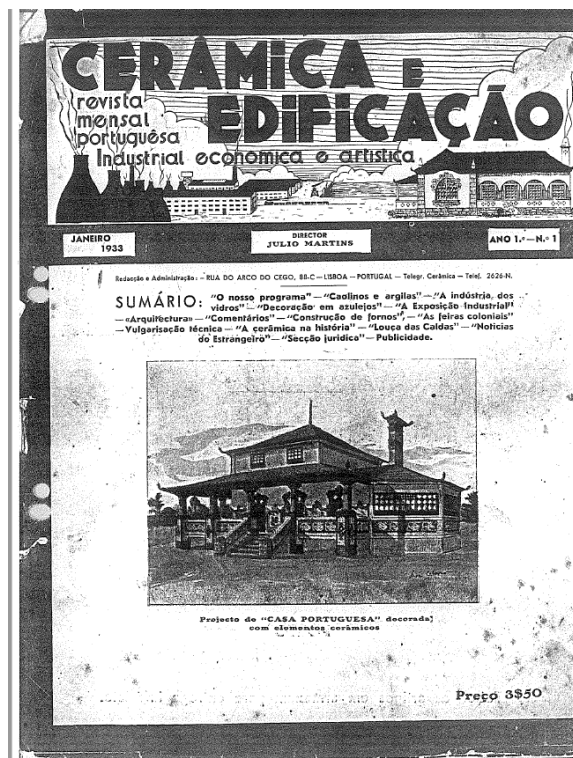 CERÂMICA E
EDIFICAÇÃO
revista
mensal
portuguêsa
Industrial economica e artistica
JANEIRO
1933
DIRECTOR
JULIO MARTINS
ANO 1.º — N.º 1
Redacção e Administração: — RUA DO ARCO DO CEGO, 88-C — LISBOA — PORTUGAL — Telegr. Cerâmica — Telef. 2626-N.
SUMÁRIO: "O nosso programa" — "Caolinos e argilas" — "A indústria, dos
vidros" — "Decoração em azulejos" — "A Exposição Industrial"
— «Arquitectura» — "Comentários" — "Construção de fornos", — "As feiras coloniais"
— Vulgarisação técnica — "A cerâmica na história" — "Louça das Caldas" — "Noticias
do Estrangeiro" — "Secção juridica" — Publicidade.
Projecto de "CASA PORTUGUESA" decorada
com elementos cerâmicos
Preço 3$50